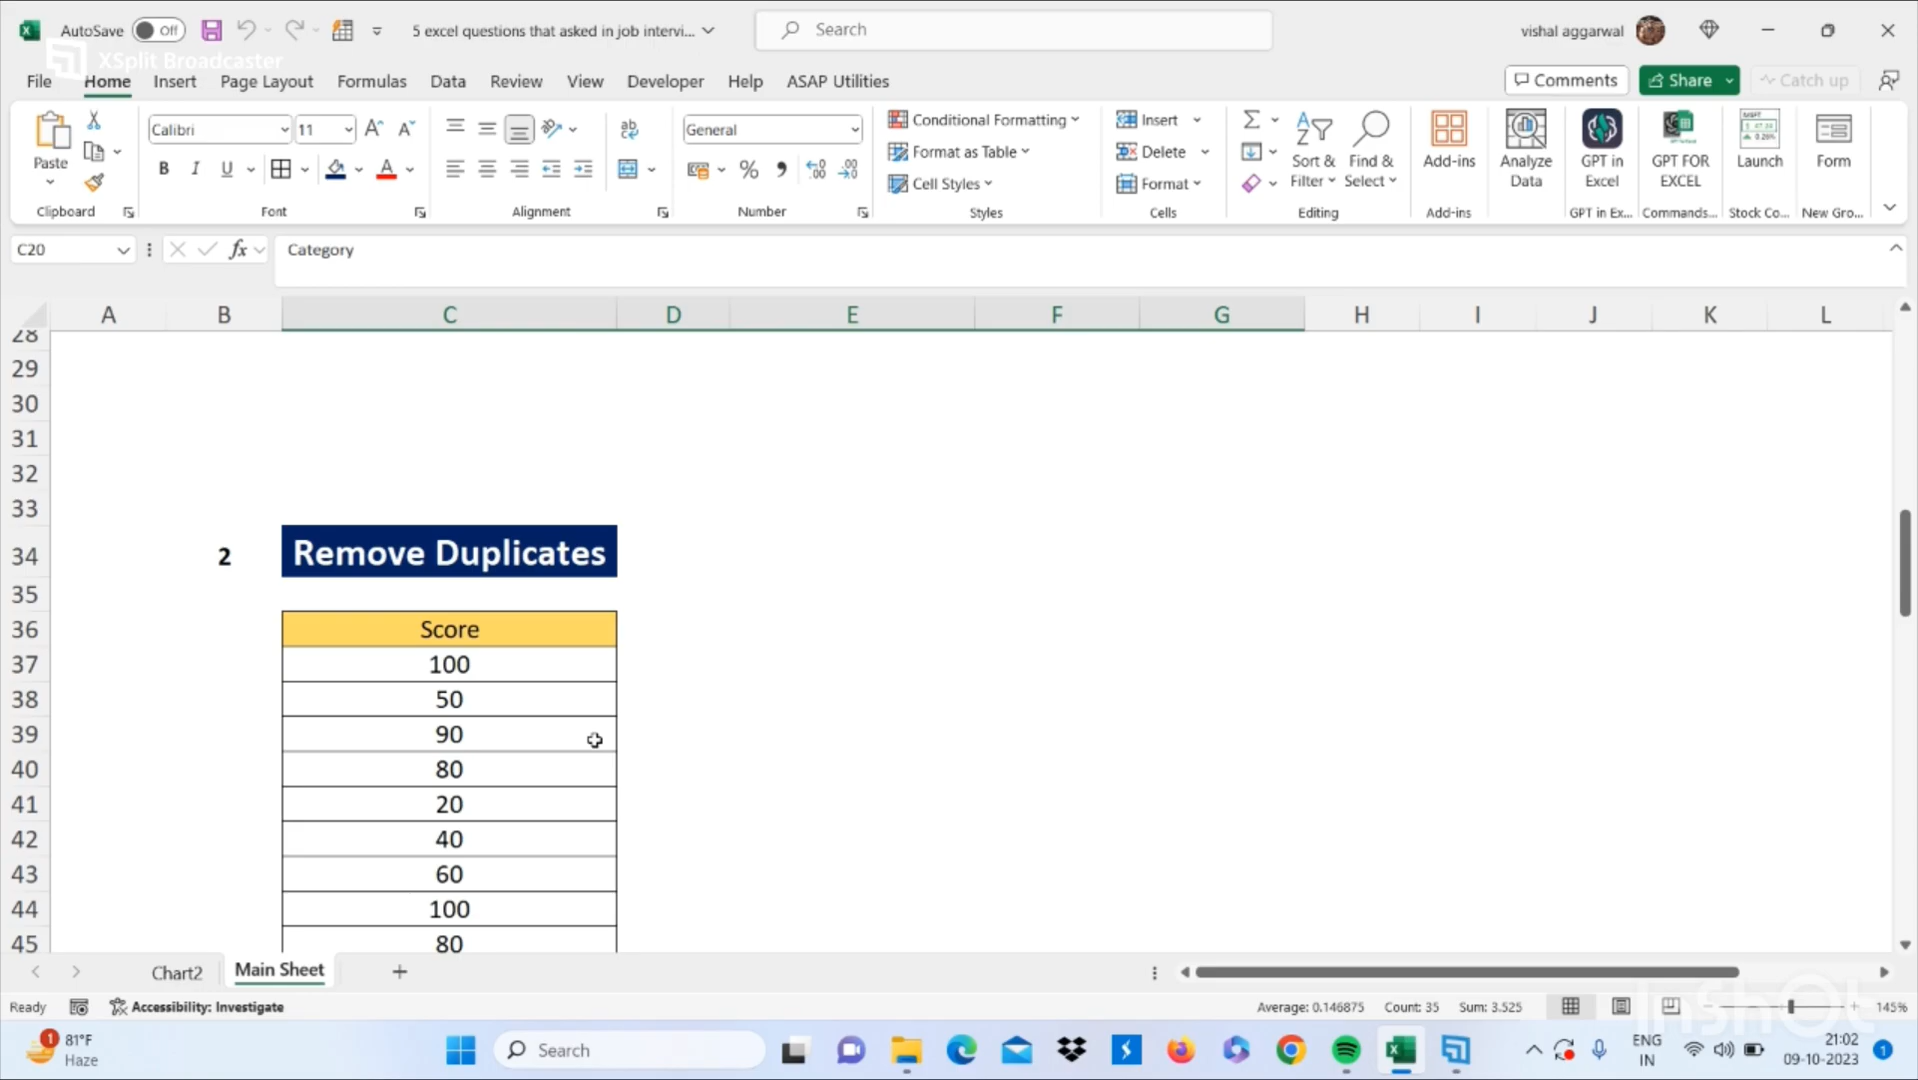 AutoSave Off 5 excel questions that asked in job intervi... Search vishal aggarwal
XSplit Broadcaster
File Home Insert Page Layout Formulas Data Review View Developer Help ASAP Utilities Comments Share Catch up
Calibri 11 General Conditional Formatting Insert
Paste Format as Table Delete Sort & Filter Find & Select Add-ins Analyze Data GPT in Excel GPT FOR EXCEL Launch Form
B I U % Cell Styles Format
Clipboard Font Alignment Number Styles Cells Editing Add-ins GPT in Ex... Commands... Stock Co... New Gro...
C20 fx Category
A B C D E F G H I J K L
28
29
30
31
32
33
34 2 Remove Duplicates
35
36 Score
37 100
38 50
39 90
40 80
41 20
42 40
43 60
44 100
45 80
Chart2 Main Sheet +
Ready Accessibility: Investigate Average: 0.146875 Count: 35 Sum: 3.525 145%
InShOt
1 81°F Search ENG 21:02
Haze IN 09-10-2023 1